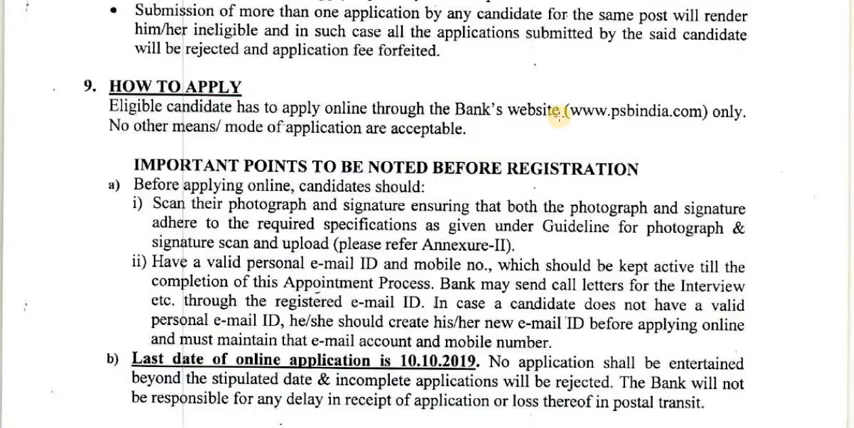 • Submission of more than one application by any candidate for the same post will render
him/her ineligible and in such case all the applications submitted by the said candidate
will be rejected and application fee forfeited.
9. HOW TO APPLY
Eligible candidate has to apply online through the Bank's website (www.psbindia.com) only.
No other means/ mode of application are acceptable.
IMPORTANT POINTS TO BE NOTED BEFORE REGISTRATION
a) Before applying online, candidates should:
i) Scan their photograph and signature ensuring that both the photograph and signature
adhere to the required specifications as given under Guideline for photograph &
signature scan and upload (please refer Annexure-II).
ii) Have a valid personal e-mail ID and mobile no., which should be kept active till the
completion of this Appointment Process. Bank may send call letters for the Interview
etc. through the registered e-mail ID. In case a candidate does not have a valid
personal e-mail ID, he/she should create his/her new e-mail ID before applying online
and must maintain that e-mail account and mobile number.
b) Last date of online application is 10.10.2019. No application shall be entertained
beyond the stipulated date & incomplete applications will be rejected. The Bank will not
be responsible for any delay in receipt of application or loss thereof in postal transit.